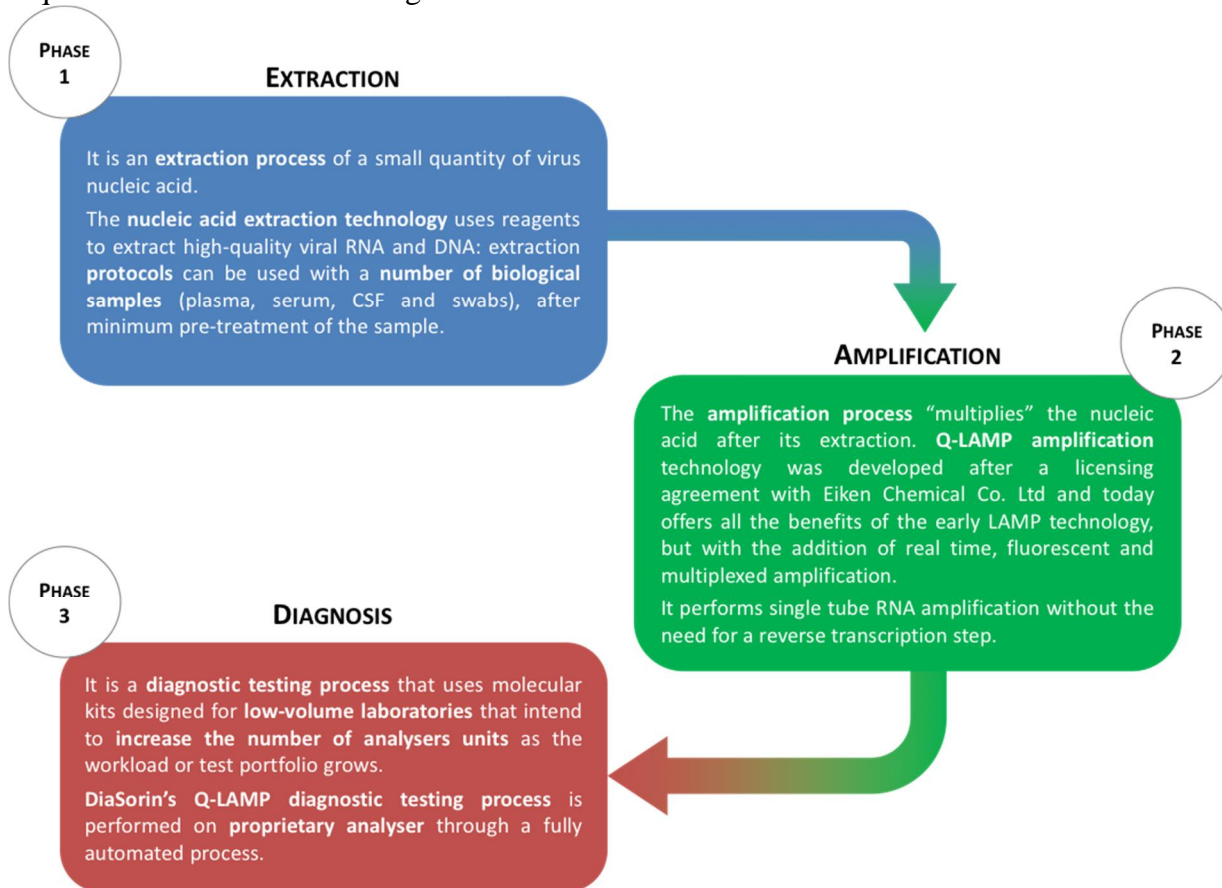 PHASE
1
EXTRACTION
It is an extraction process of a small quantity of virus
nucleic acid.
The nucleic acid extraction technology uses reagents
to extract high-quality viral RNA and DNA: extraction
protocols can be used with a number of biological
samples (plasma, serum, CSF and swabs), after
minimum pre-treatment of the sample.
PHASE
2
AMPLIFICATION
The amplification process “multiplies” the nucleic
acid after its extraction. Q-LAMP amplification
technology was developed after a licensing
agreement with Eiken Chemical Co. Ltd and today
offers all the benefits of the early LAMP technology,
but with the addition of real time, fluorescent and
multiplexed amplification.
It performs single tube RNA amplification without the
need for a reverse transcription step.
PHASE
3
DIAGNOSIS
It is a diagnostic testing process that uses molecular
kits designed for low-volume laboratories that intend
to increase the number of analysers units as the
workload or test portfolio grows.
DiaSorin’s Q-LAMP diagnostic testing process is
performed on proprietary analyser through a fully
automated process.